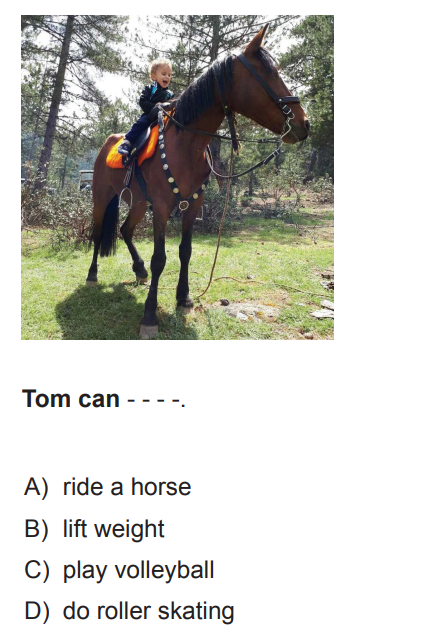 Tom can - - - -.
A) ride a horse
B) lift weight
C) play volleyball
D) do roller skating